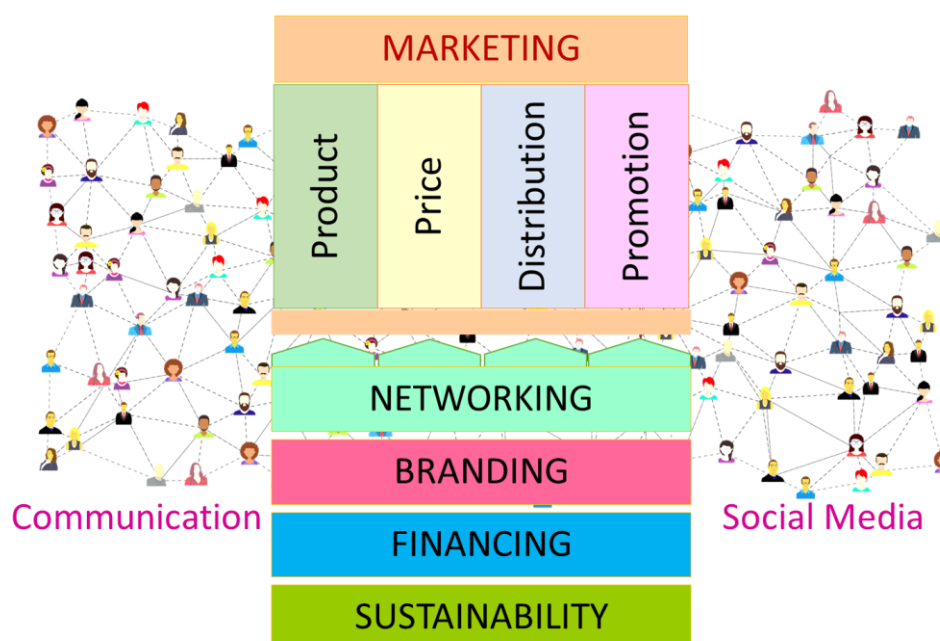 MARKETING
Product
Price
Distribution
Promotion
NETWORKING
BRANDING
Communication
Social Media
FINANCING
SUSTAINABILITY